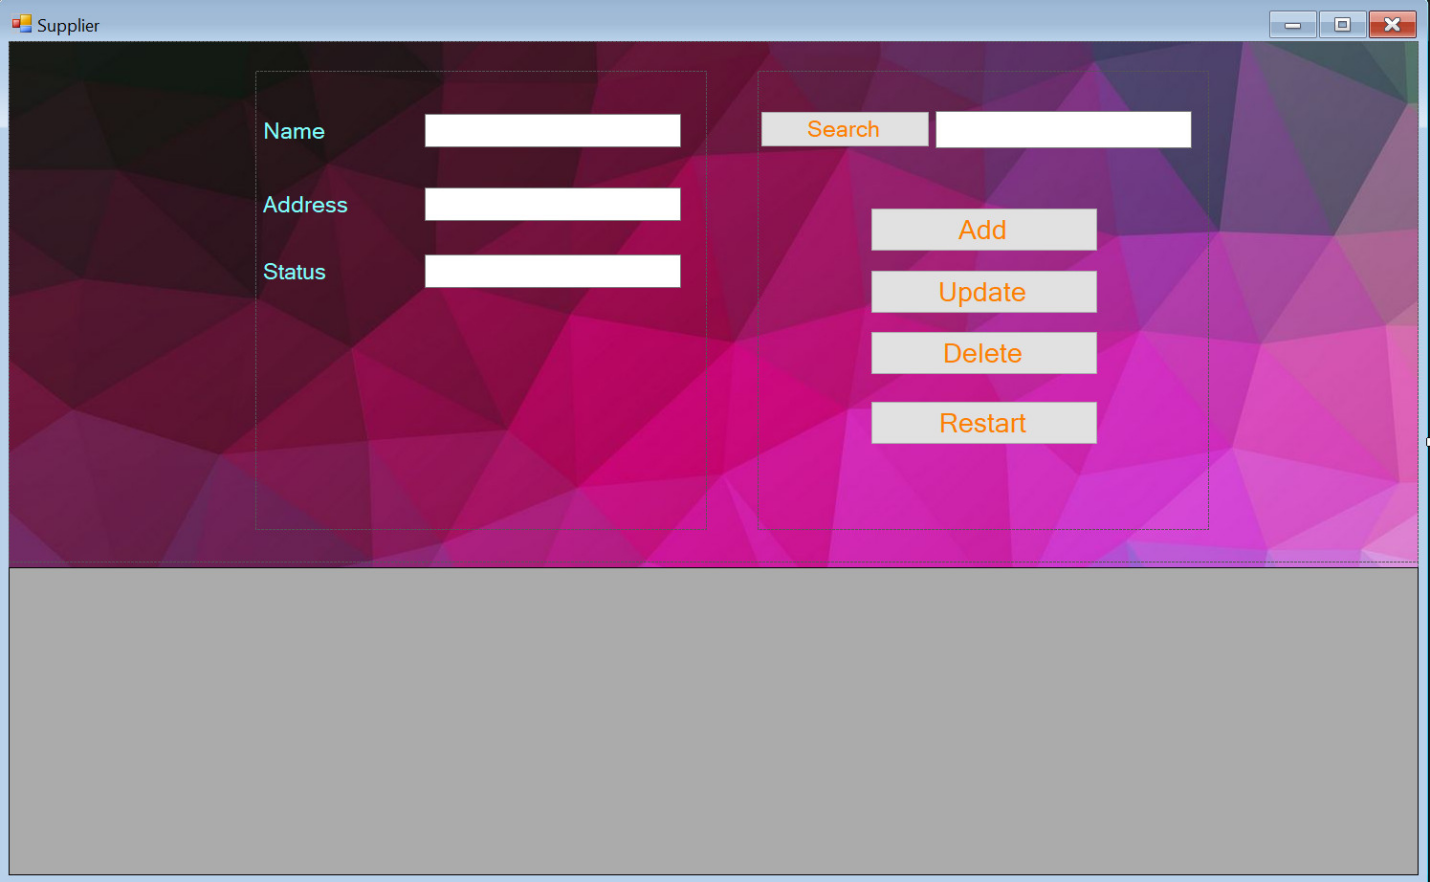 Supplier
Name
Address
Status
Search
Add
Update
Delete
Restart